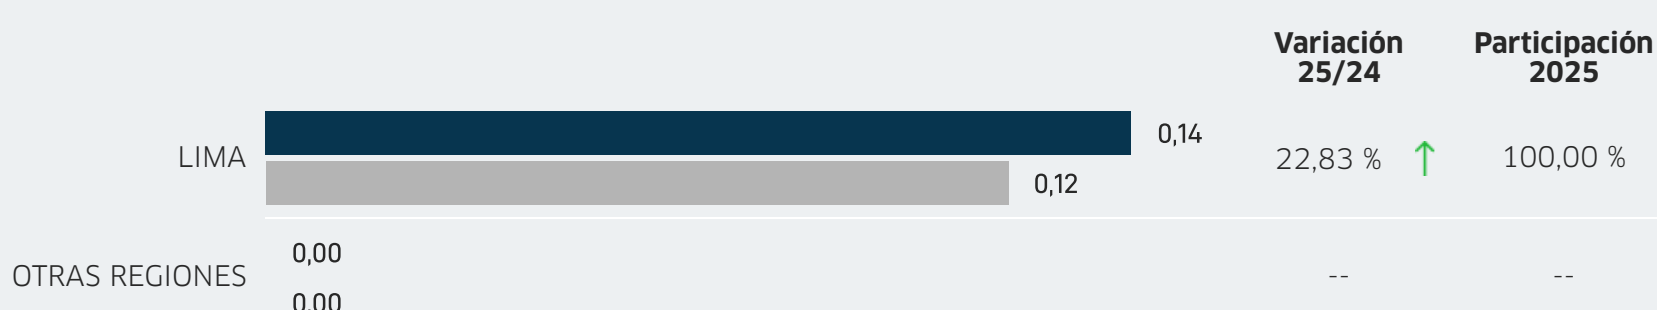 Variación
25/24
Participación
2025
LIMA
0,14
0,12
22,83 %
100,00 %
OTRAS REGIONES
0,00
0,00
--
--